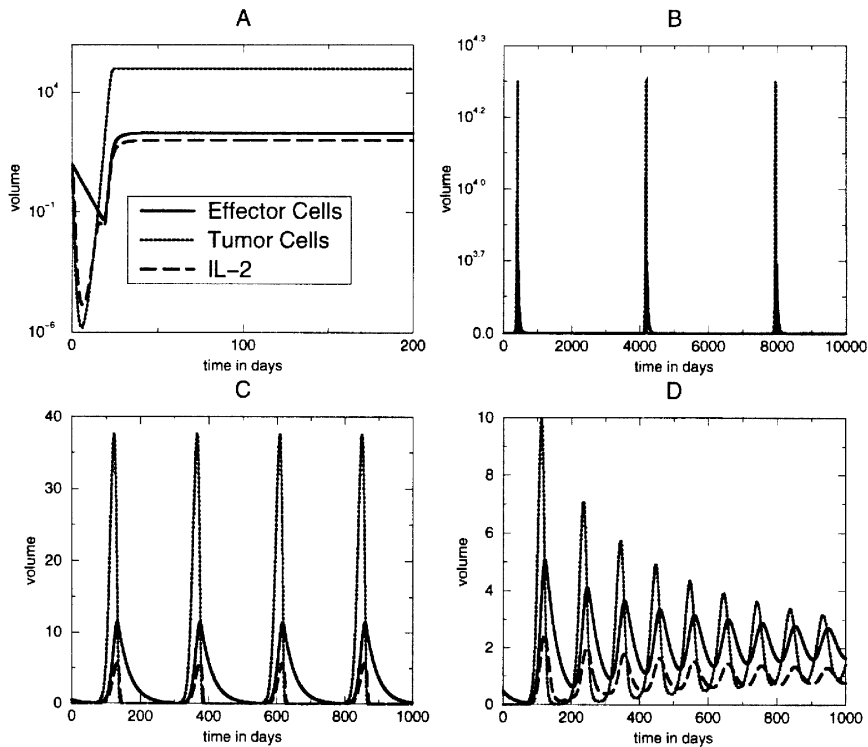 A
volume
10^4
10^-1
10^-6
Effector Cells
Tumor Cells
IL-2
0
100
200
time in days
B
volume
10^4.3
10^4.2
10^4.0
10^3.7
0.0
0
2000
4000
6000
8000
10000
time in days
C
volume
40
30
20
10
0
0
200
400
600
800
1000
time in days
D
volume
10
8
6
4
2
0
0
200
400
600
800
1000
time in days